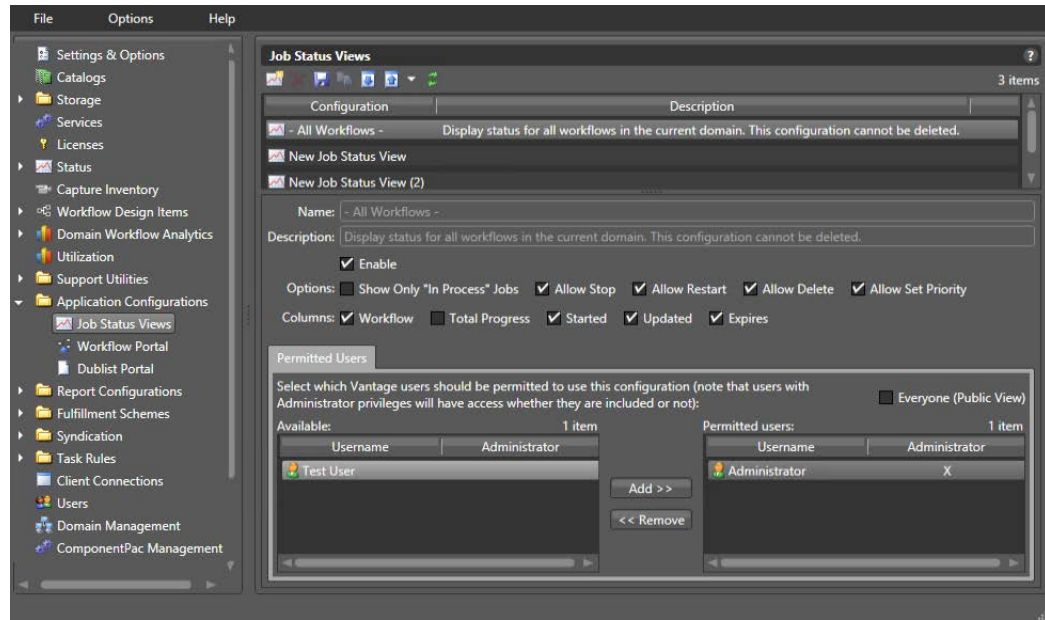 File Options Help
Settings & Options
Catalogs
Storage
Services
Licenses
Status
Capture Inventory
Workflow Design Items
Domain Workflow Analytics
Utilization
Support Utilities
Application Configurations
Job Status Views
Workflow Portal
Dublist Portal
Report Configurations
Fulfillment Schemes
Syndication
Task Rules
Client Connections
Users
Domain Management
ComponentPac Management
Job Status Views ?
3 items
Configuration Description
- All Workflows - Display status for all workflows in the current domain. This configuration cannot be deleted.
New Job Status View
New Job Status View (2)
Name: - All Workflows -
Description: Display status for all workflows in the current domain. This configuration cannot be deleted.
Enable
Options: Show Only "In Process" Jobs Allow Stop Allow Restart Allow Delete Allow Set Priority
Columns: Workflow Total Progress Started Updated Expires
Permitted Users
Select which Vantage users should be permitted to use this configuration (note that users with
Administrator privileges will have access whether they are included or not):
Everyone (Public View)
Available: 1 item
Username Administrator
Test User
Add >>
<< Remove
Permitted users: 1 item
Username Administrator
Administrator X